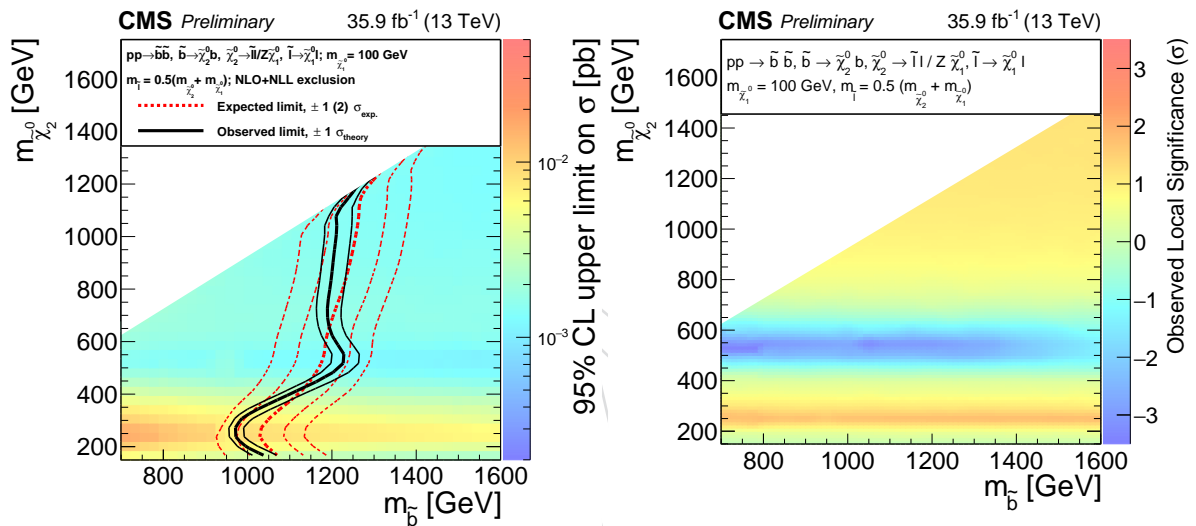 CMS Preliminary 35.9 fb⁻¹ (13 TeV)
pp→b̃b̃, b̃→χ̃⁰₂b, χ̃⁰₂→l̃l/Zχ̃⁰₁, l̃→χ̃⁰₁l; m_χ̃⁰₁ = 100 GeV
m_l̃ = 0.5(m_χ̃⁰₂ + m_χ̃⁰₁); NLO+NLL exclusion
Expected limit, ± 1 (2) σ_exp.
Observed limit, ± 1 σ_theory
m_χ̃⁰₂ [GeV]
1600
1400
1200
1000
800
600
400
200
800 1000 1200 1400 1600
m_b̃ [GeV]
10⁻²
10⁻³
95% CL upper limit on σ [pb]
CMS Preliminary 35.9 fb⁻¹ (13 TeV)
pp → b̃ b̃, b̃ → χ̃⁰₂ b, χ̃⁰₂ → l̃ l / Z χ̃⁰₁, l̃ → χ̃⁰₁ l
m_χ̃⁰₁ = 100 GeV, m_l̃ = 0.5 (m_χ̃⁰₂ + m_χ̃⁰₁)
m_χ̃⁰₂ [GeV]
1600
1400
1200
1000
800
600
400
200
800 1000 1200 1400 1600
m_b̃ [GeV]
3
2
1
0
−1
−2
−3
Observed Local Significance (σ)